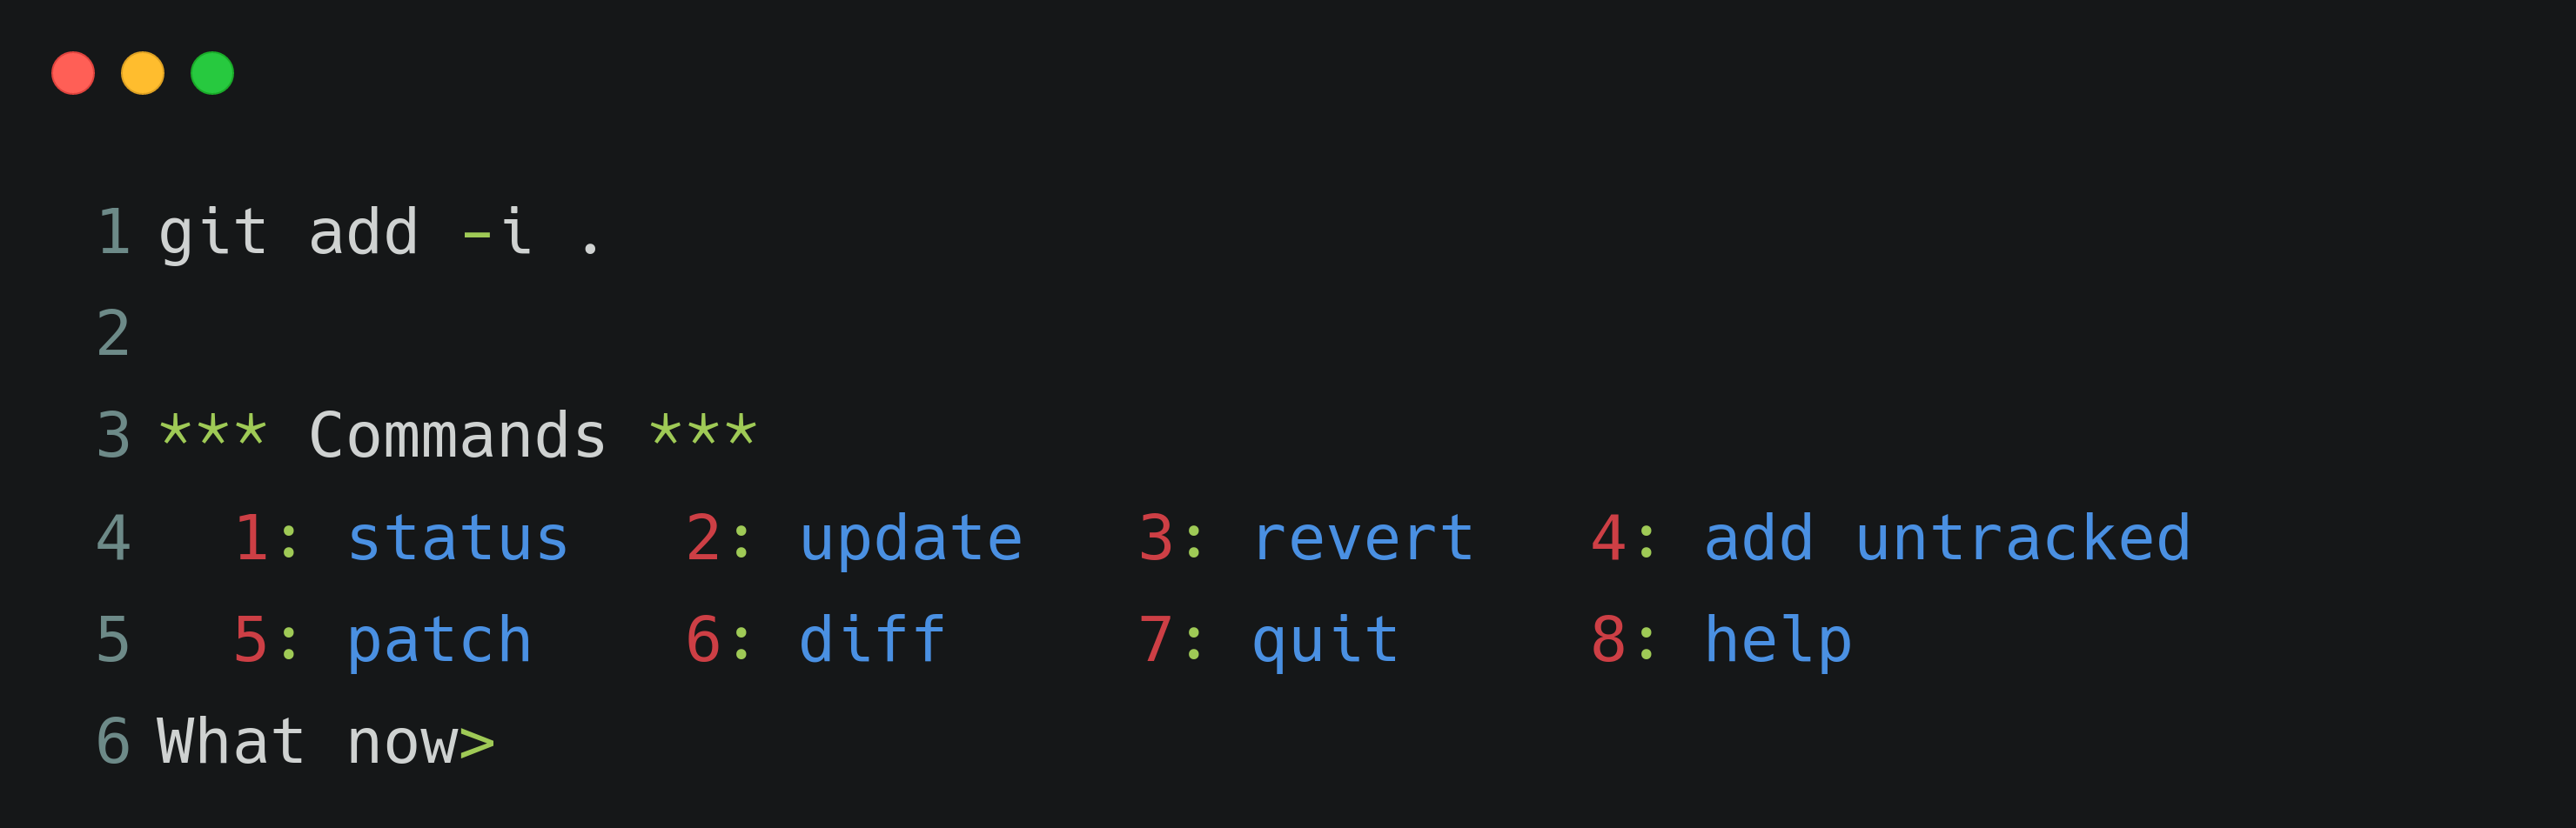 1 git add -i .
2
3 *** Commands ***
4   1: status   2: update   3: revert   4: add untracked
5   5: patch    6: diff     7: quit     8: help
6 What now>